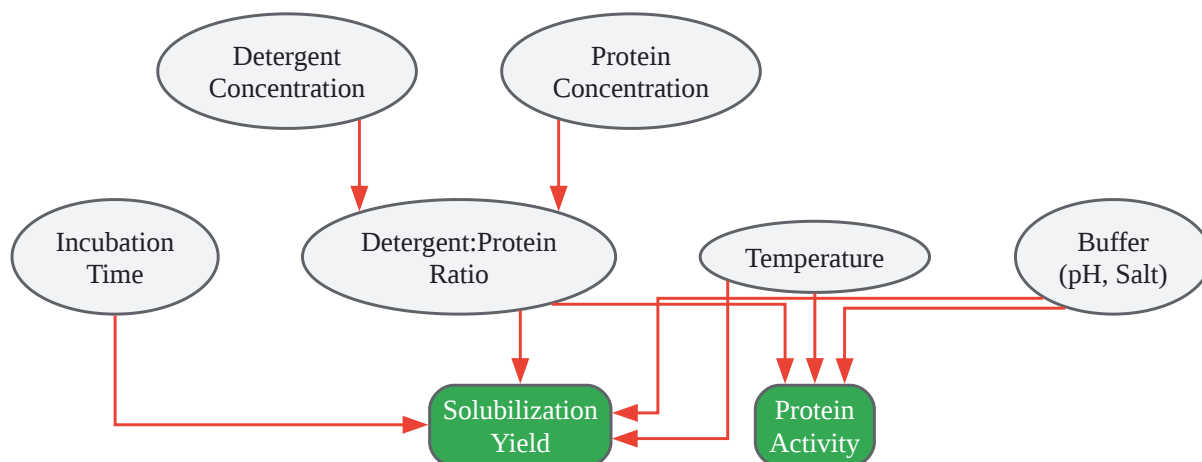 Detergent
Concentration
Protein
Concentration
Incubation
Time
Detergent:Protein
Ratio
Temperature
Buffer
(pH, Salt)
Solubilization
Yield
Protein
Activity